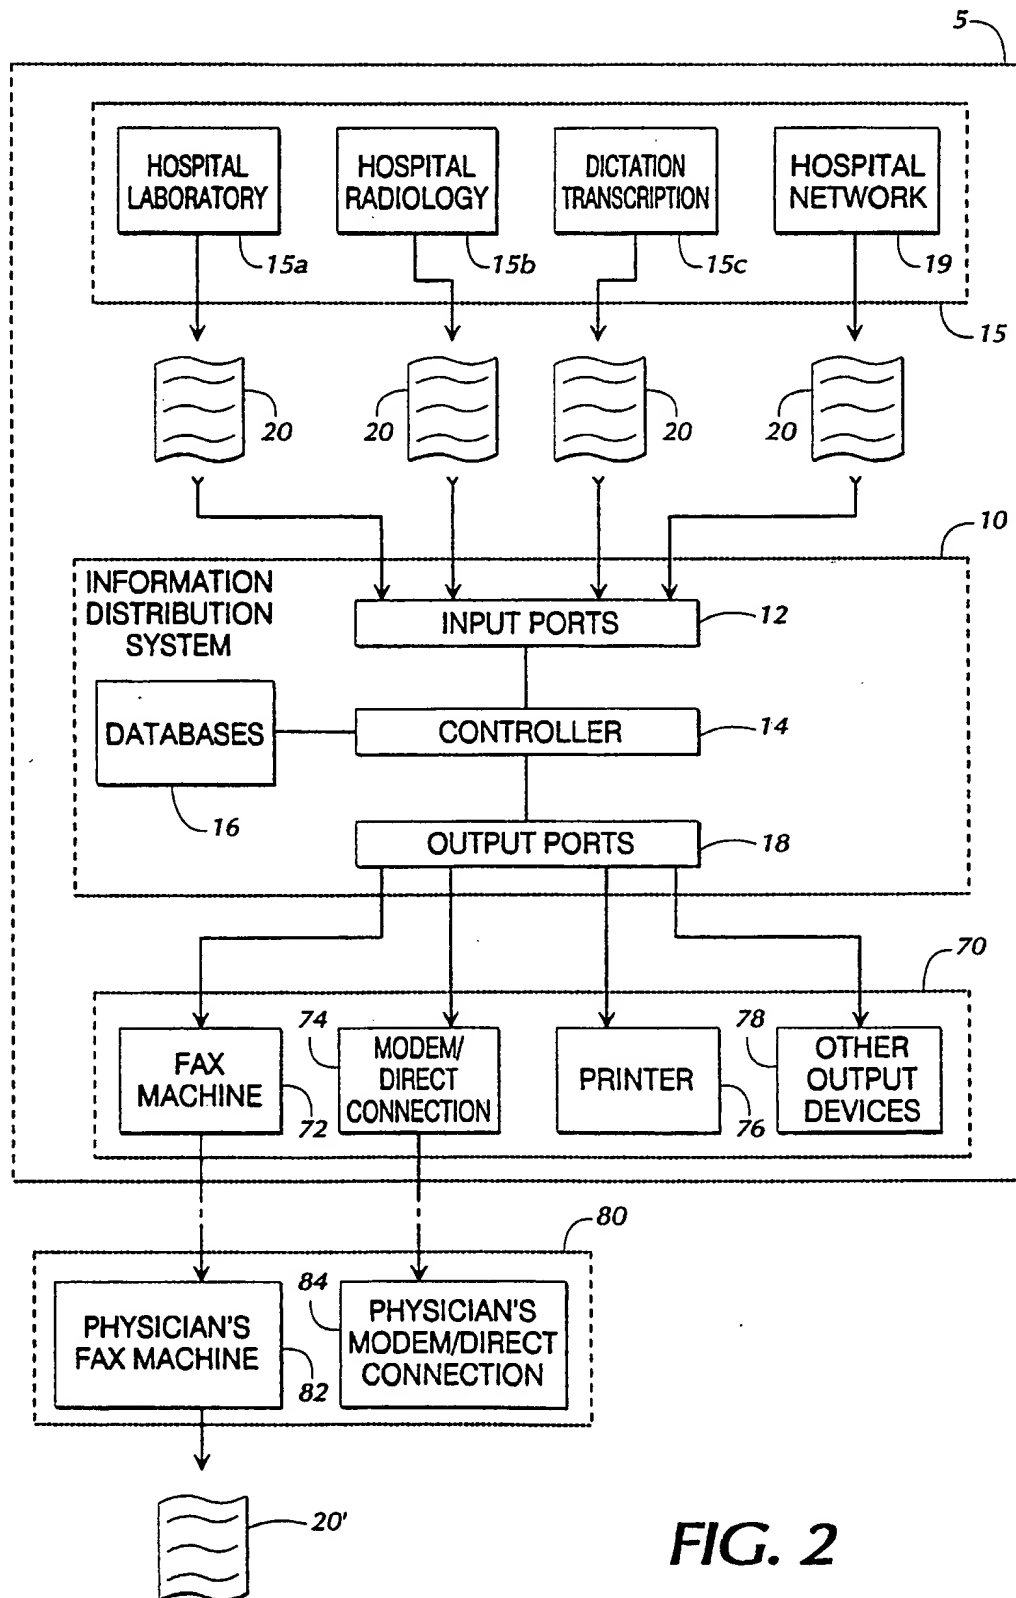 5
HOSPITAL
LABORATORY
HOSPITAL
RADIOLOGY
DICTATION
TRANSCRIPTION
HOSPITAL
NETWORK
15a
15b
15c
19
15
20
20
20
20
10
INFORMATION
DISTRIBUTION
SYSTEM
INPUT PORTS
12
DATABASES
CONTROLLER
14
16
OUTPUT PORTS
18
70
FAX
MACHINE
72
74
MODEM/
DIRECT
CONNECTION
PRINTER
76
78
OTHER
OUTPUT
DEVICES
80
PHYSICIAN'S
FAX MACHINE
82
84
PHYSICIAN'S
MODEM/DIRECT
CONNECTION
20'
FIG. 2